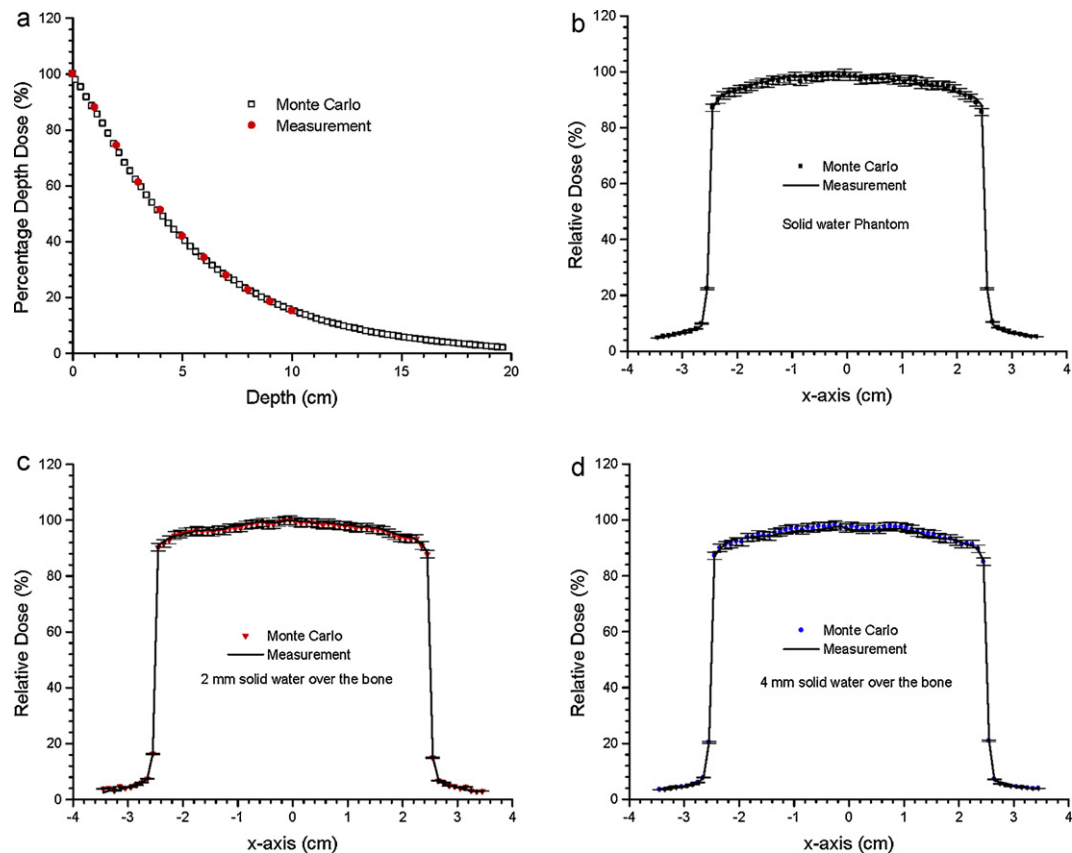 a
120
100
80
60
40
20
0
Percentage Depth Dose (%)
Monte Carlo
Measurement
0 5 10 15 20
Depth (cm)
b
120
100
80
60
40
20
0
Relative Dose (%)
Monte Carlo
Measurement
Solid water Phantom
-4 -3 -2 -1 0 1 2 3 4
x-axis (cm)
c
120
100
80
60
40
20
0
Relative Dose (%)
Monte Carlo
Measurement
2 mm solid water over the bone
-4 -3 -2 -1 0 1 2 3 4
x-axis (cm)
d
120
100
80
60
40
20
0
Relative Dose (%)
Monte Carlo
Measurement
4 mm solid water over the bone
-4 -3 -2 -1 0 1 2 3 4
x-axis (cm)